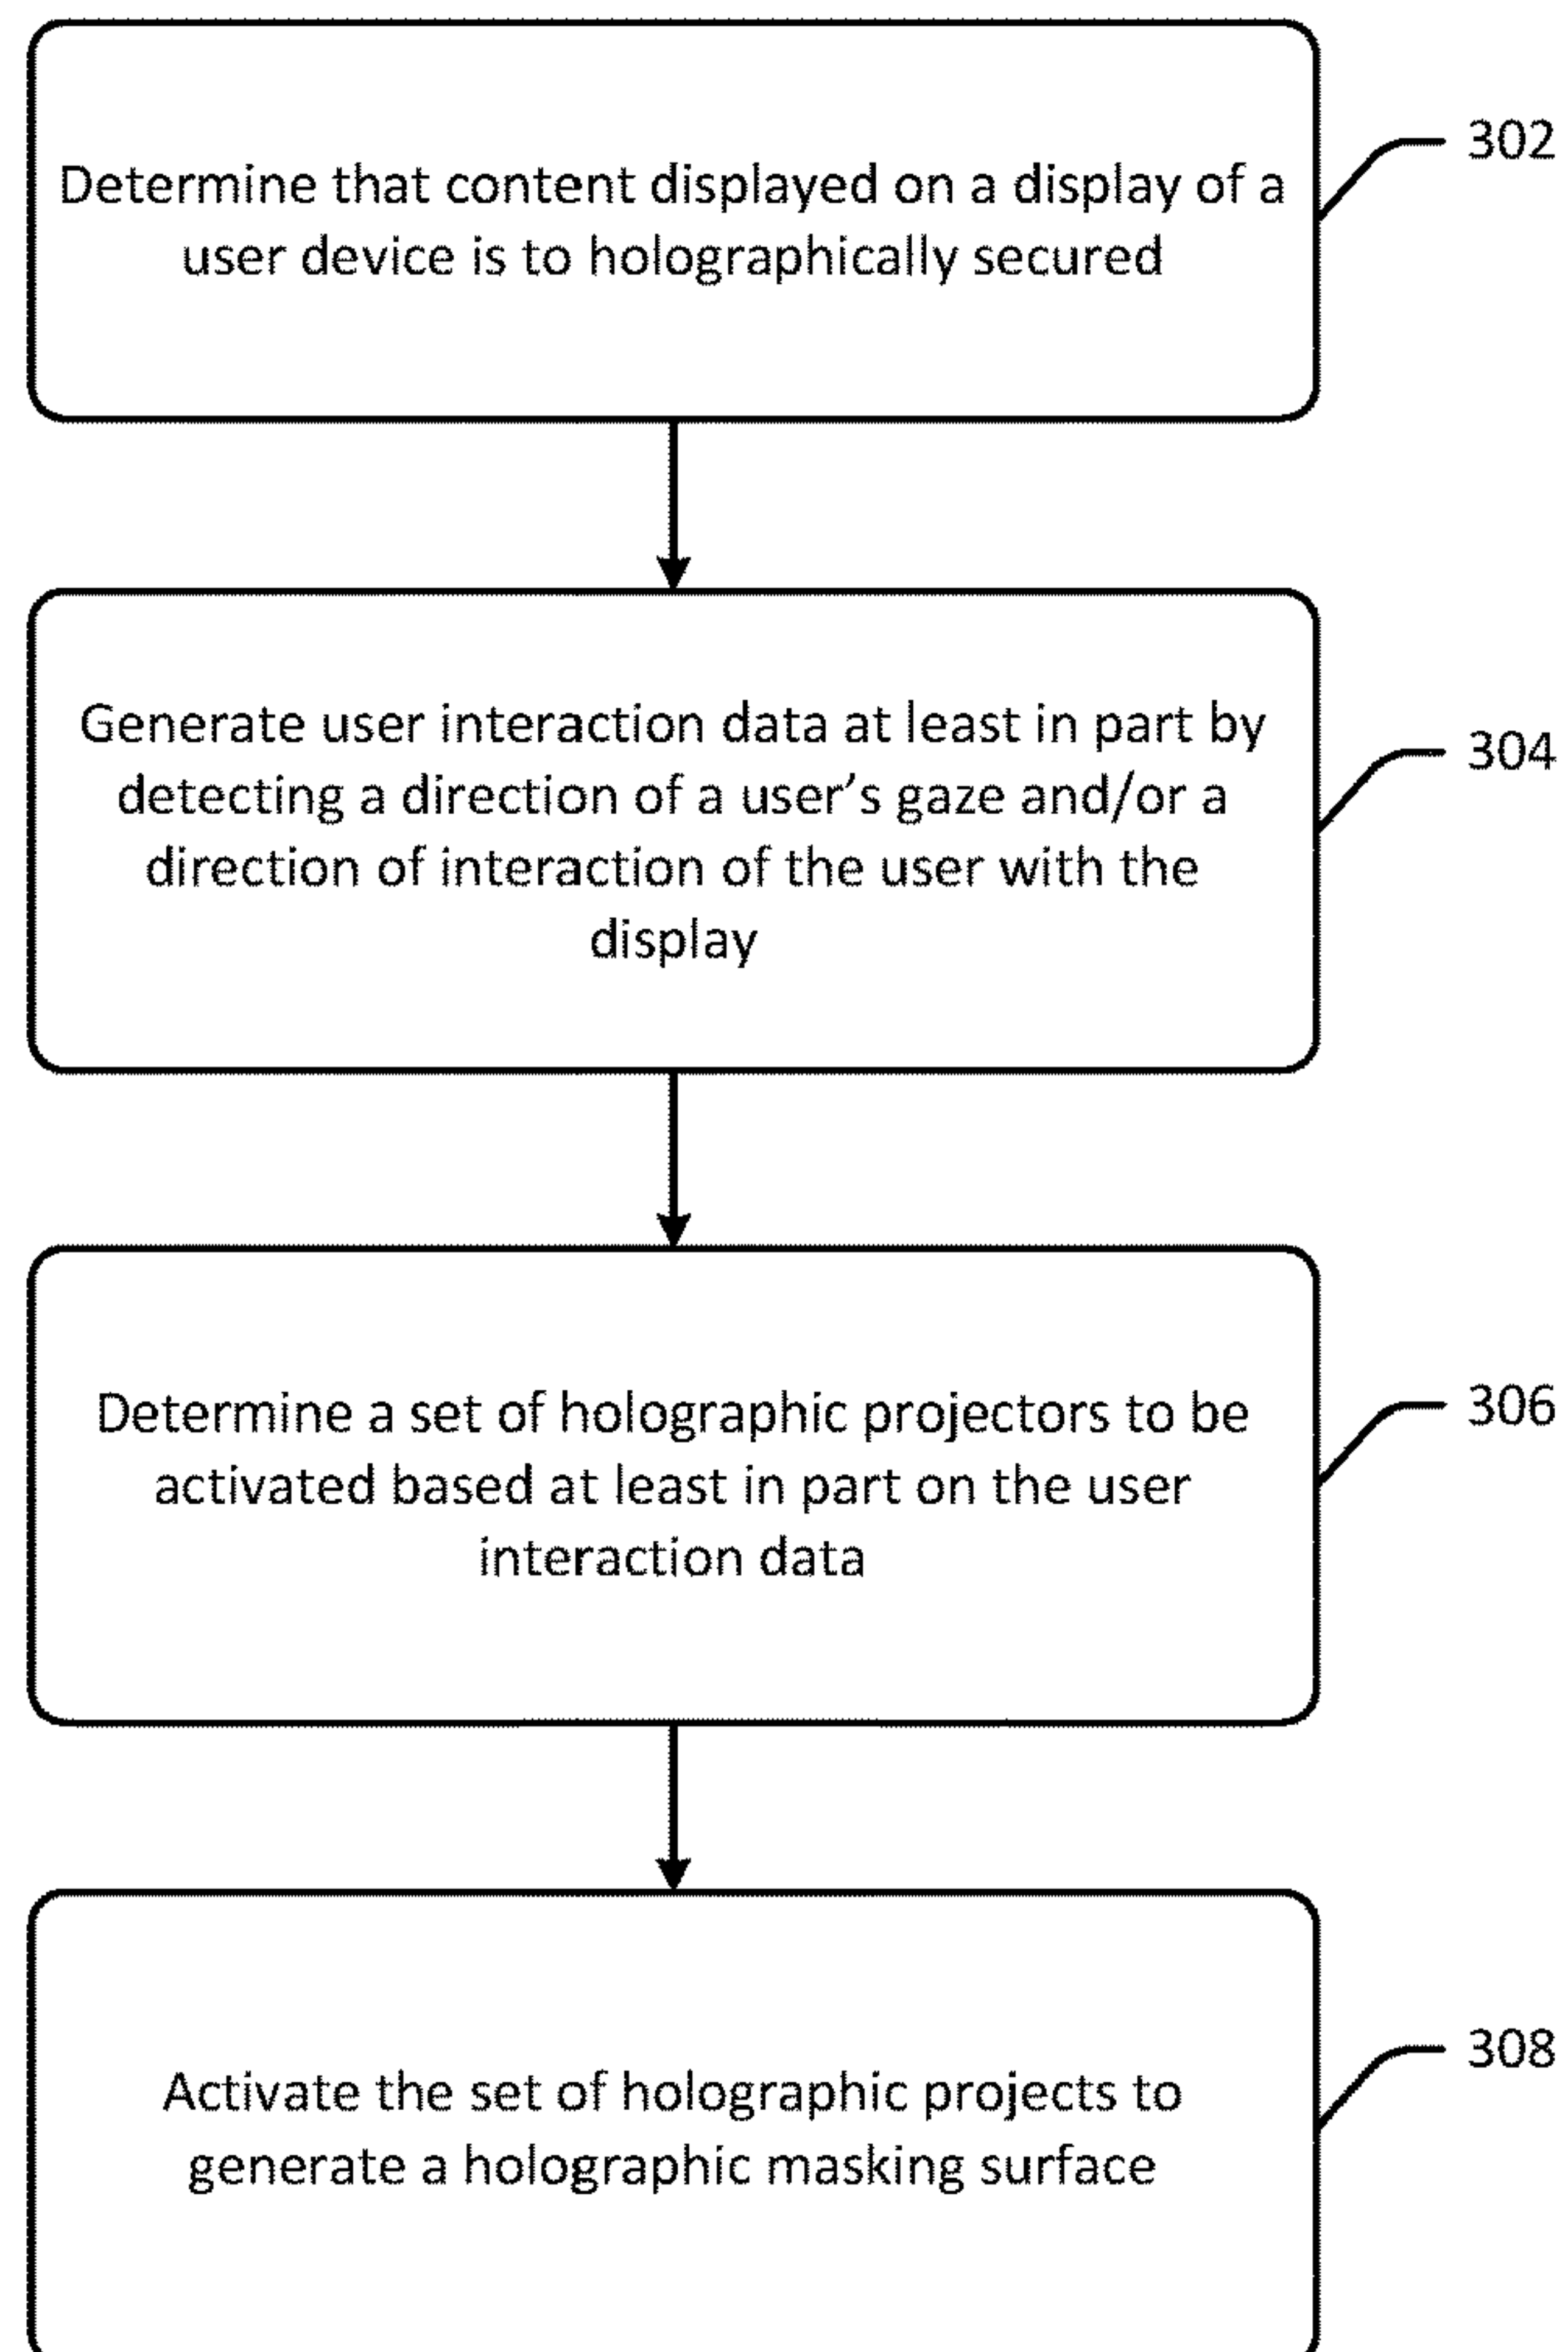 Determine that content displayed on a display of a
user device is to holographically secured
302
Generate user interaction data at least in part by
detecting a direction of a user's gaze and/or a
direction of interaction of the user with the
display
304
Determine a set of holographic projectors to be
activated based at least in part on the user
interaction data
306
Activate the set of holographic projects to
generate a holographic masking surface
308